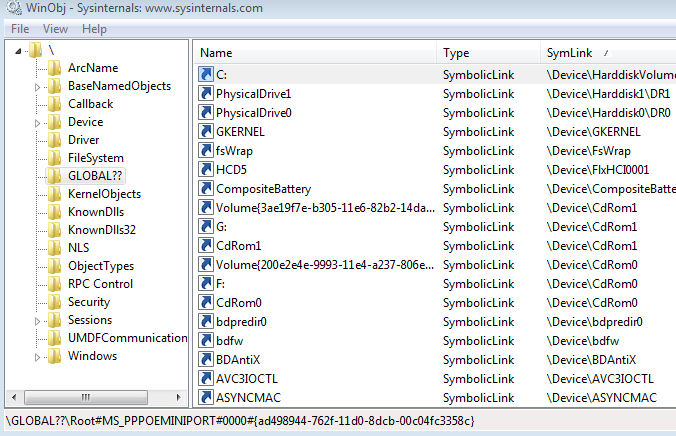 WinObj - Sysinternals: www.sysinternals.com
File View Help
\
ArcName
BaseNamedObjects
Callback
Device
Driver
FileSystem
GLOBAL??
KernelObjects
KnownDlls
KnownDlls32
NLS
ObjectTypes
RPC Control
Security
Sessions
UMDFCommunication
Windows
Name Type SymLink
C: SymbolicLink \Device\HarddiskVolume
PhysicalDrive1 SymbolicLink \Device\Harddisk1\DR1
PhysicalDrive0 SymbolicLink \Device\Harddisk0\DR0
GKERNEL SymbolicLink \Device\GKERNEL
fsWrap SymbolicLink \Device\FsWrap
HCD5 SymbolicLink \Device\FlxHCI0001
CompositeBattery SymbolicLink \Device\CompositeBatte
Volume{3ae19f7e-b305-11e6-82b2-14da... SymbolicLink \Device\CdRom1
G: SymbolicLink \Device\CdRom1
CdRom1 SymbolicLink \Device\CdRom1
Volume{200e2e4e-9993-11e4-a237-806e... SymbolicLink \Device\CdRom0
F: SymbolicLink \Device\CdRom0
CdRom0 SymbolicLink \Device\CdRom0
bdpredir0 SymbolicLink \Device\bdpredir0
bdfw SymbolicLink \Device\bdfw
BDAntiX SymbolicLink \Device\BDAntiX
AVC3IOCTL SymbolicLink \Device\AVC3IOCTL
ASYNCMAC SymbolicLink \Device\ASYNCMAC
\GLOBAL??\Root#MS_PPPOEMINIPORT#0000#{ad498944-762f-11d0-8dcb-00c04fc3358c}